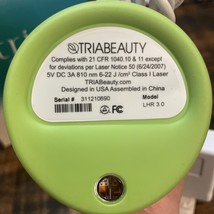 TRIABEAUTY
Complies with 21 CFR 1040.10 & 11 except
for deviations per Laser Notice 50 (6/24/2007)
5V DC 3A 810 nm 6-22 J /cm² Class I Laser
TRIABeauty.com
Designed in USA Assembled in China
Serial # 311210690
FC
Model #
LHR 3.0